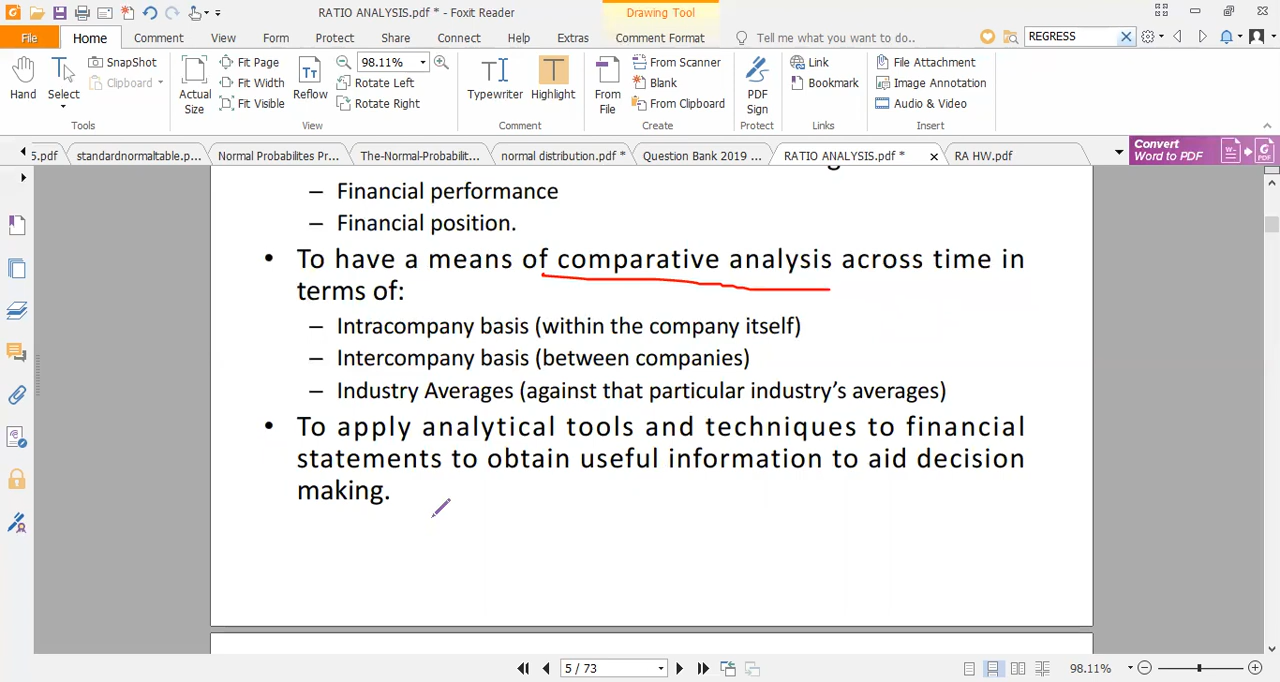 RATIO ANALYSIS.pdf * - Foxit Reader
Drawing Tool
File Home Comment View Form Protect Share Connect Help Extras Comment Format Tell me what you want to do.. REGRESS
Hand
Select
SnapShot
Clipboard
Tools
Actual Size
Fit Page
Fit Width
Fit Visible
Reflow
98.11%
Rotate Left
Rotate Right
View
Typewriter
Highlight
Comment
From File
From Scanner
Blank
From Clipboard
Create
PDF Sign
Protect
Link
Bookmark
Links
File Attachment
Image Annotation
Audio & Video
Insert
5.pdf standardnormaltable.p... Normal Probabilites Pr... The-Normal-Probabilit... normal distribution.pdf * Question Bank 2019 ... RATIO ANALYSIS.pdf * RA HW.pdf
Convert
Word to PDF
– Financial performance
– Financial position.
• To have a means of comparative analysis across time in
terms of:
– Intracompany basis (within the company itself)
– Intercompany basis (between companies)
– Industry Averages (against that particular industry’s averages)
• To apply analytical tools and techniques to financial
statements to obtain useful information to aid decision
making.
5 / 73
98.11%